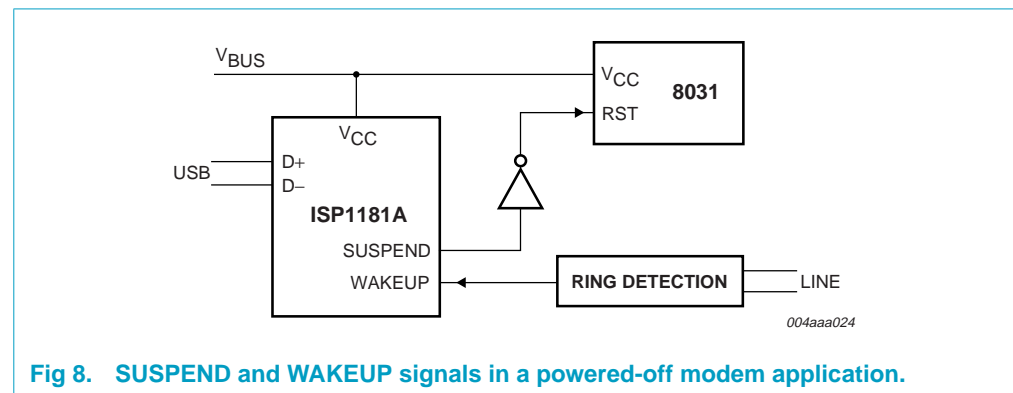 VBUS
VCC
8031
RST
VCC
D+
USB
D−
ISP1181A
SUSPEND
WAKEUP
RING DETECTION
LINE
004aaa024
Fig 8. SUSPEND and WAKEUP signals in a powered-off modem application.